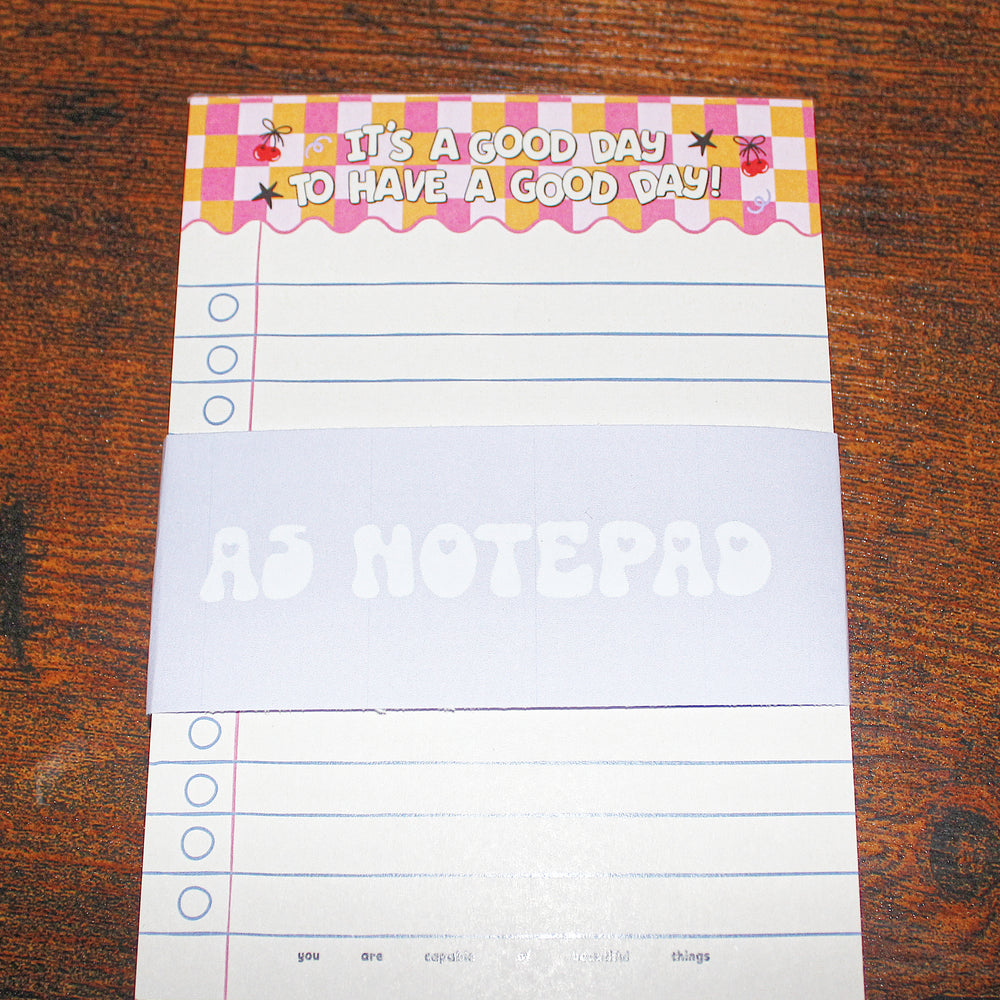 IT'S A GOOD DAY
TO HAVE A GOOD DAY!
A5 NOTEPAD
you are capable of beautiful things